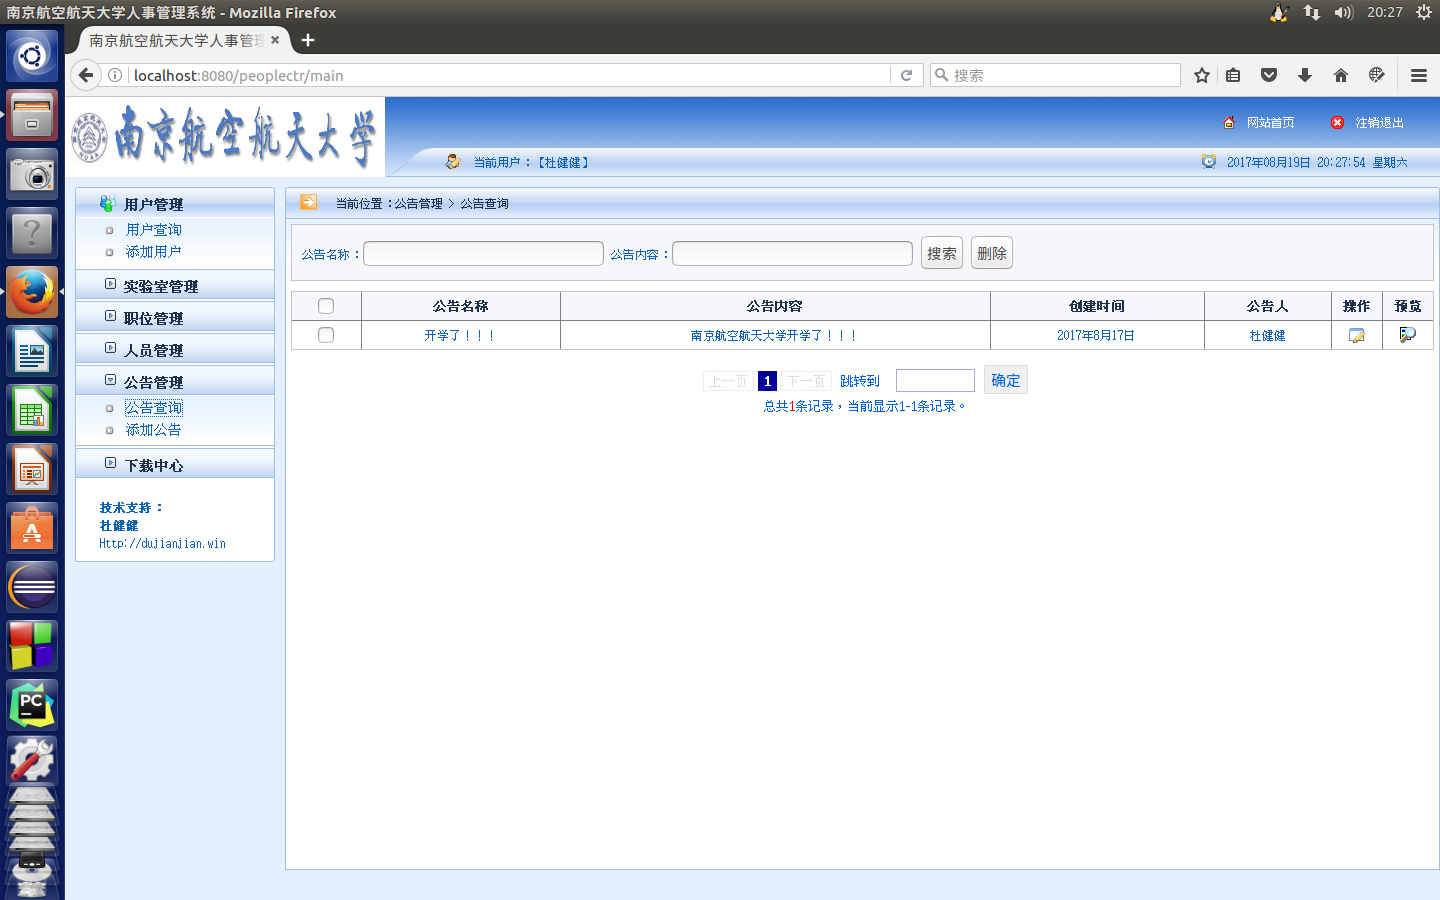 南京航空航天大学人事管理系统 - Mozilla Firefox
20:27
南京航空航天大学人事管理
localhost:8080/peoplectr/main
搜索
南京航空航天大学
网站首页
注销退出
当前用户：【杜健健】
2017年08月19日 20:27:54 星期六
用户管理
用户查询
添加用户
实验室管理
职位管理
人员管理
公告管理
公告查询
添加公告
下载中心
技术支持：
杜健健
Http://dujianjian.win
当前位置：公告管理 > 公告查询
公告名称：
公告内容：
搜索
删除
公告名称 公告内容 创建时间 公告人 操作 预览
开学了！！！ 南京航空航天大学开学了！！！ 2017年8月17日 杜健健
上一页 1 下一页 跳转到 确定
总共1条记录，当前显示1-1条记录。
PC